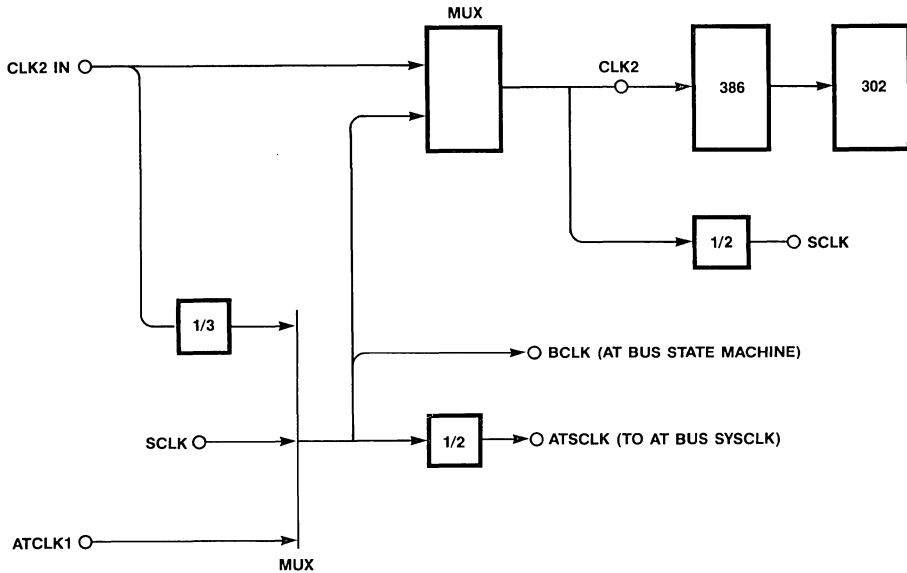 MUX
CLK2 IN
CLK2
386
302
1/2
SCLK
1/3
BCLK (AT BUS STATE MACHINE)
SCLK
1/2
ATSCLK (TO AT BUS SYSCLK)
ATCLK1
MUX